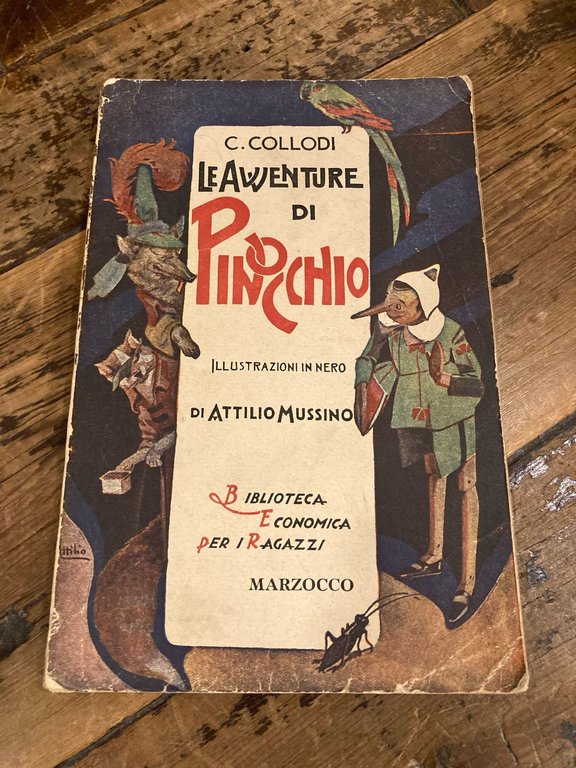 C. COLLODI
LE AVVENTURE
DI
PINOCCHIO
ILLUSTRAZIONI IN NERO
DI ATTILIO MUSSINO
BIBLIOTECA
ECONOMICA
PER I RAGAZZI
MARZOCCO